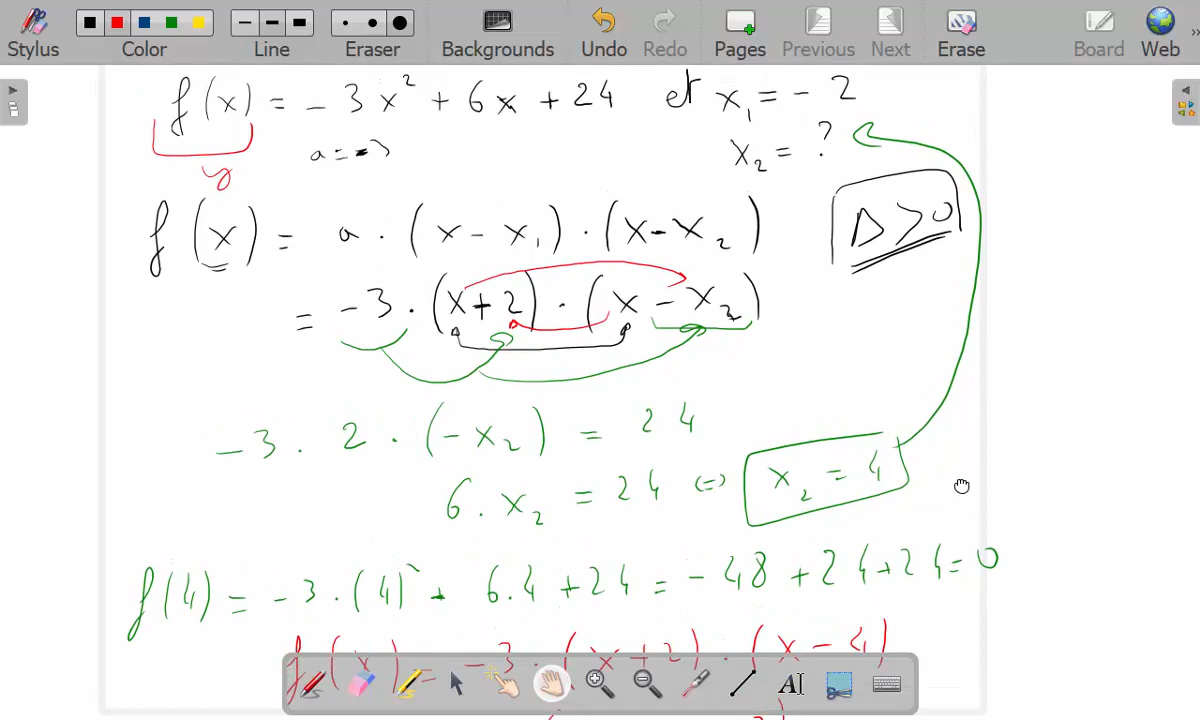 Stylus Color Line Eraser Backgrounds Undo Redo Pages Previous Next Erase Board Web
f(x) = - 3x² + 6x + 24 et x₁ = - 2
y a = -3 x₂ = ?
f(x) = a · (x - x₁) · (x - x₂) Δ > 0
= -3 · (x + 2) · (x - x₂)
-3 · 2 · (-x₂) = 24
6 · x₂ = 24 ⇔ x₂ = 4
f(4) = -3 · (4)² + 6.4 + 24 = - 48 + 24 + 24 = 0
f(x) = -3 · (x + 2) · (x - 4)